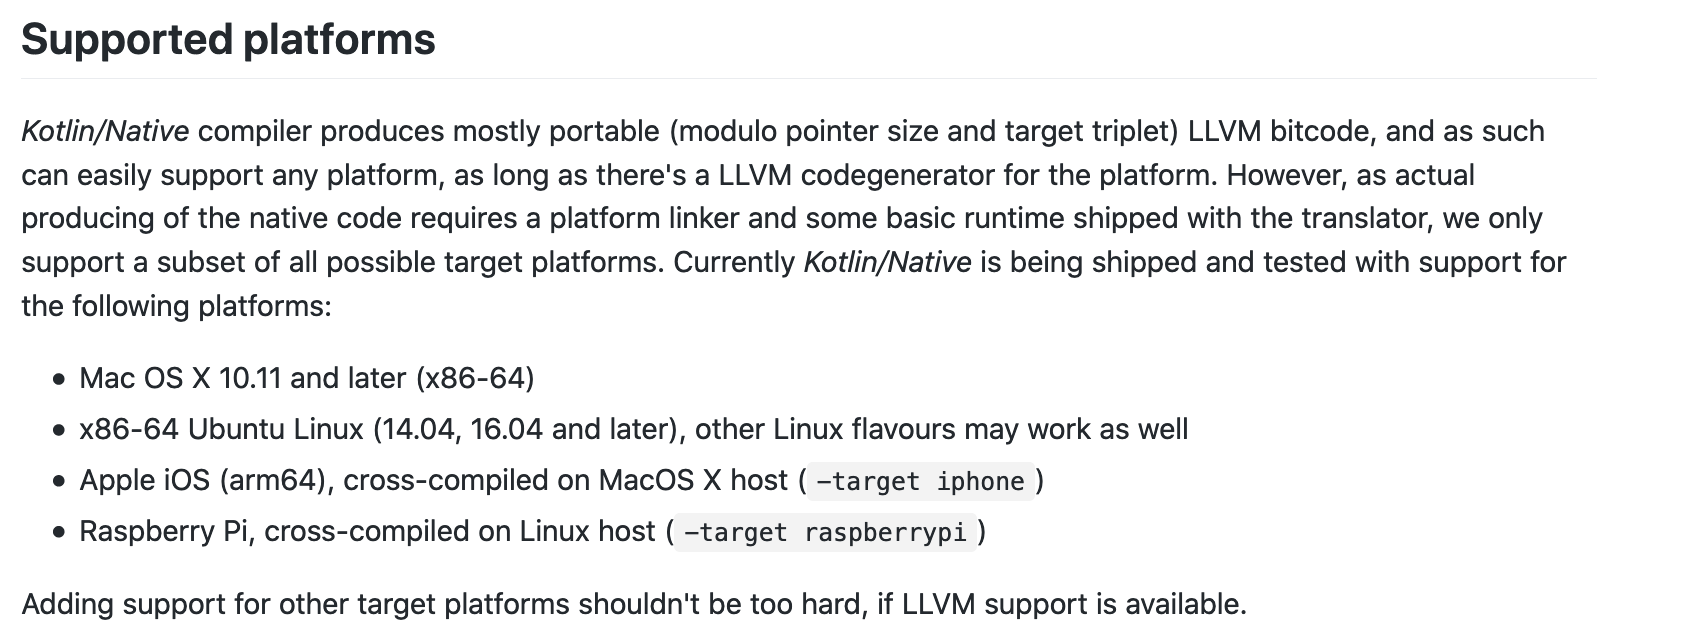 Supported platforms
Kotlin/Native compiler produces mostly portable (modulo pointer size and target triplet) LLVM bitcode, and as such
can easily support any platform, as long as there's a LLVM codegenerator for the platform. However, as actual
producing of the native code requires a platform linker and some basic runtime shipped with the translator, we only
support a subset of all possible target platforms. Currently Kotlin/Native is being shipped and tested with support for
the following platforms:
• Mac OS X 10.11 and later (x86-64)
• x86-64 Ubuntu Linux (14.04, 16.04 and later), other Linux flavours may work as well
• Apple iOS (arm64), cross-compiled on MacOS X host (-target iphone)
• Raspberry Pi, cross-compiled on Linux host (-target raspberrypi)
Adding support for other target platforms shouldn't be too hard, if LLVM support is available.